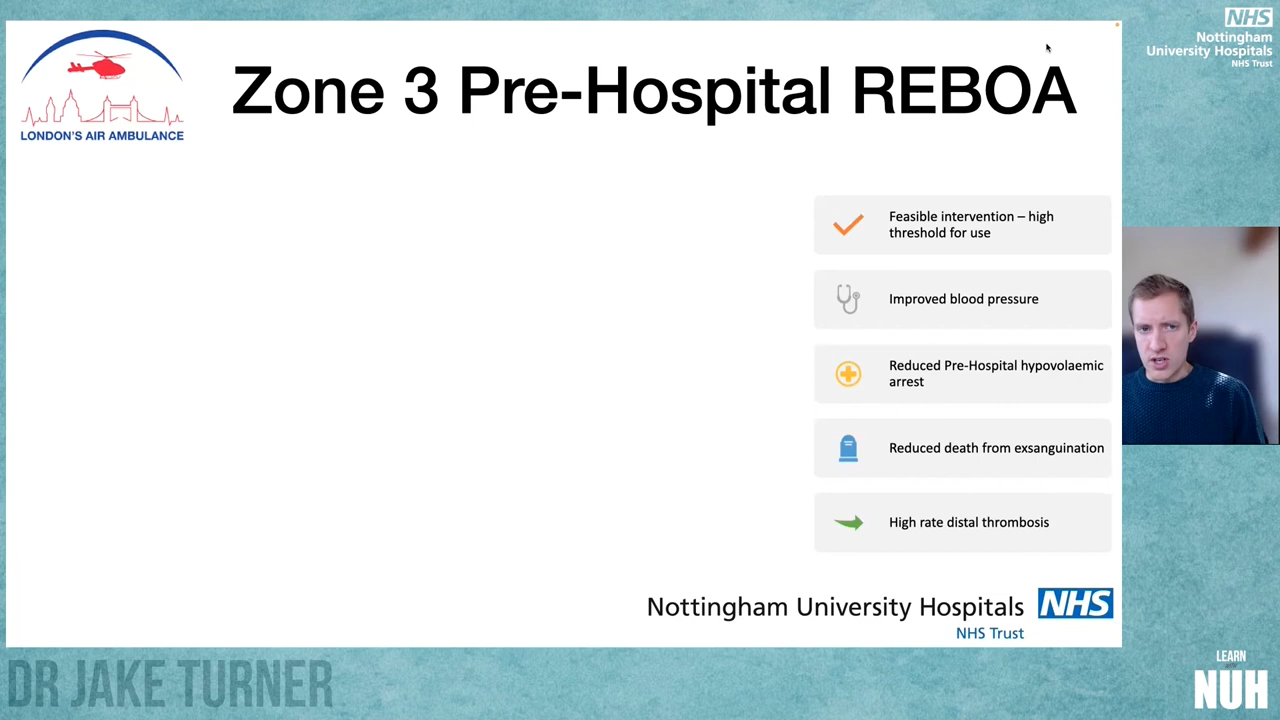 LONDON'S AIR AMBULANCE
Zone 3 Pre-Hospital REBOA
NHS
Nottingham
University Hospitals
NHS Trust
Feasible intervention – high
threshold for use
Improved blood pressure
Reduced Pre-Hospital hypovolaemic
arrest
Reduced death from exsanguination
High rate distal thrombosis
Nottingham University Hospitals NHS
NHS Trust
DR JAKE TURNER
LEARN
NUH